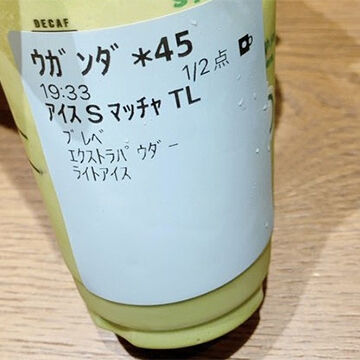 DECAF
ウガンダ *45
19:33 1/2点
アイス S マッチャ TL
ブレベ
エクストラパウダー
ライトアイス